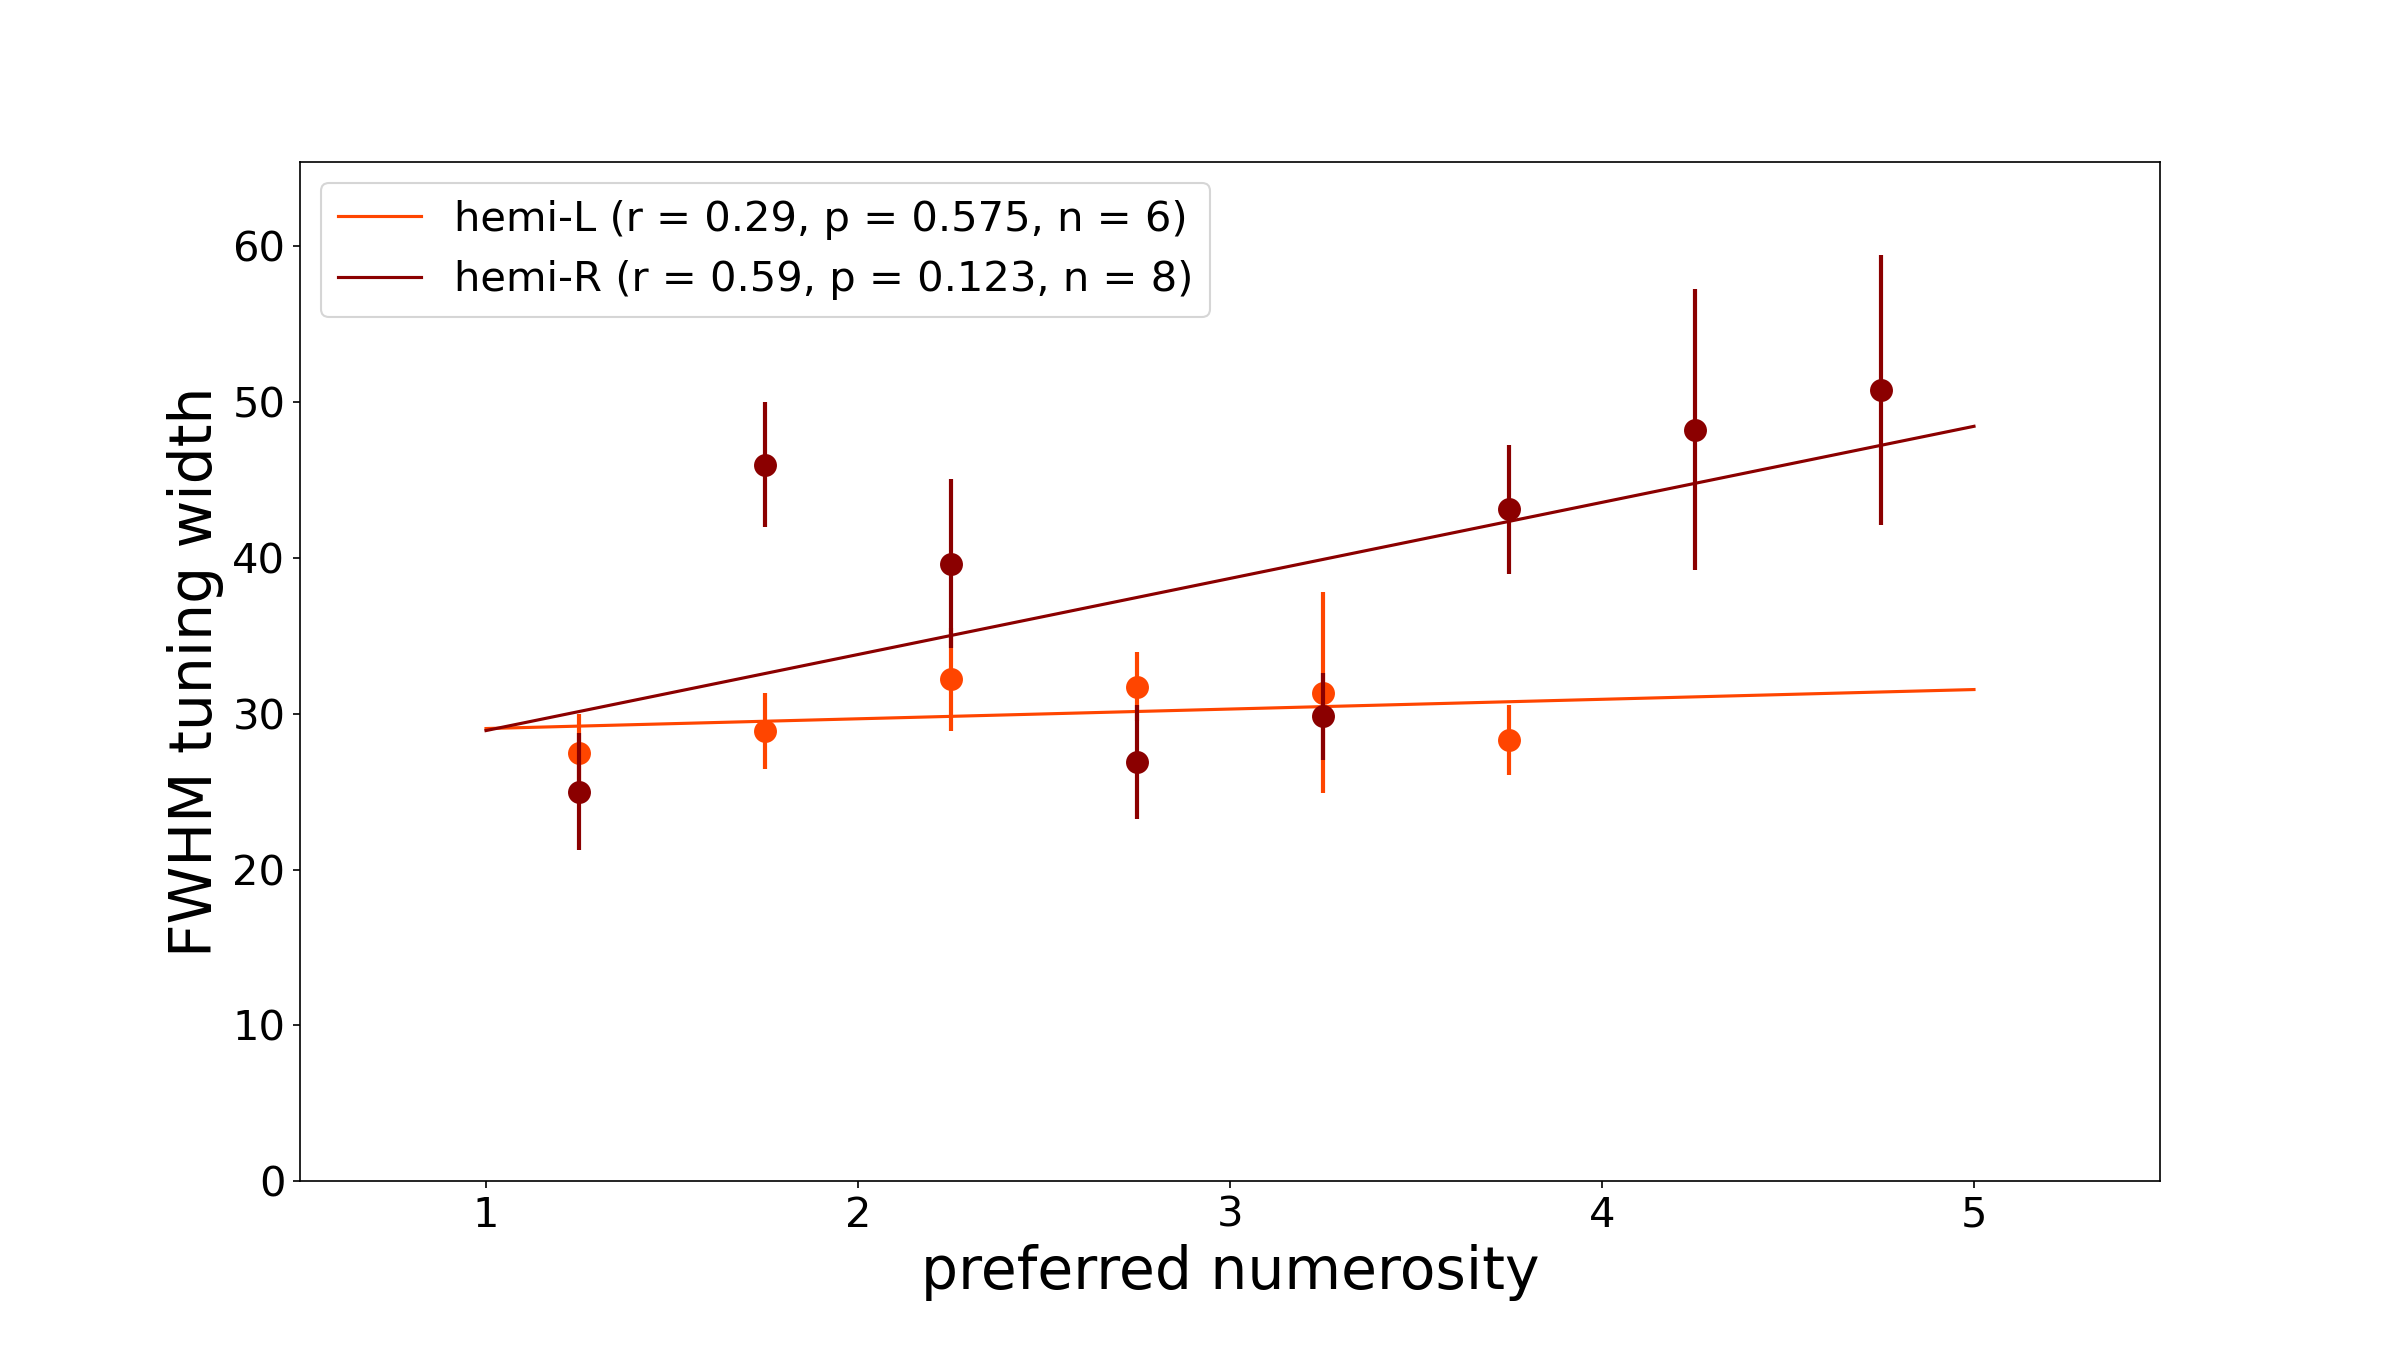 hemi-L (r = 0.29, p = 0.575, n = 6)
hemi-R (r = 0.59, p = 0.123, n = 8)
60
50
40
30
20
10
0
FWHM tuning width
1 2 3 4 5
preferred numerosity